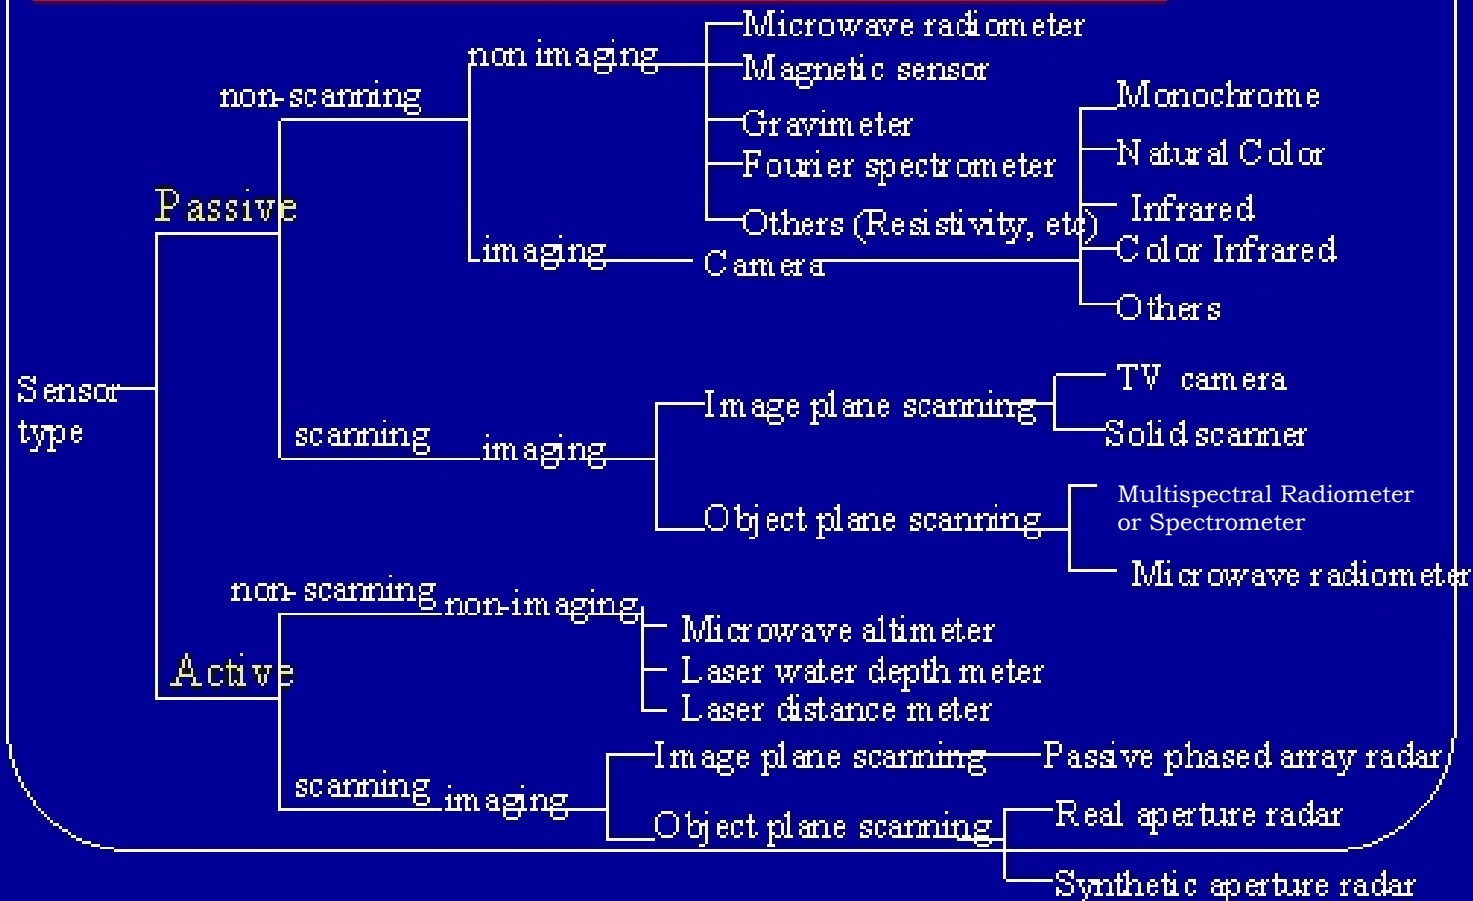 Microwave radiometer
non imaging
Magnetic sensor
non-scanning
Monochrome
Gravimeter
Natural Color
Fourier spectrometer
Passive
Infrared
Others (Resistivity, etc)
imaging
Camera
Color Infrared
Others
Sensor
type
TV camera
Image plane scanning
scanning
imaging
Solid scanner
Multispectral Radiometer
or Spectrometer
Object plane scanning
Microwave radiometer
non-scanning
non-imaging
Microwave altimeter
Active
Laser water depth meter
Laser distance meter
Image plane scanning
Passive phased array radar
scanning
imaging
Object plane scanning
Real aperture radar
Synthetic aperture radar